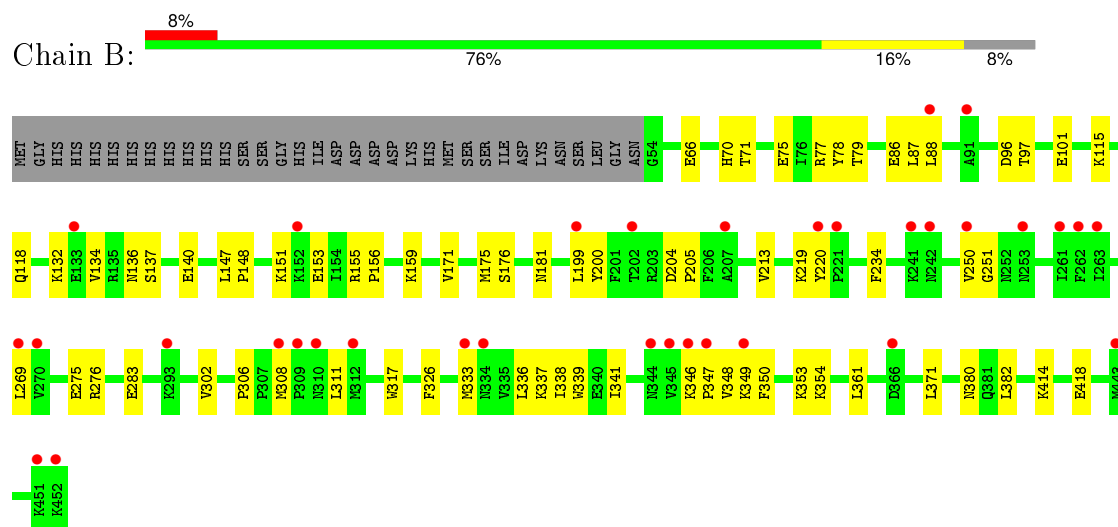 8%
Chain B:
76% 16% 8%
MET GLY HIS HIS HIS HIS HIS HIS HIS HIS HIS HIS SER SER GLY HIS ILE ASP ASP ASP ASP LYS HIS MET SER SER ILE ASP LYS ASN SER LEU GLY ASN G54 E66 H70 T71 E75 I76 R77 Y78 T79 E86 L87 L88 A91 D96 T97 E101 K115
Q118 K132 E133 V134 R135 N136 S137 E140 L147 P148 K151 K152 E153 I154 R155 P156 K159 V171 M175 S176 N181 L199 Y200 F201 T202 R203 D204 P205 F206 A207 V213 K219 Y220 P221 F234 K241 N242 V250 G251 N252 N253 I261 F262 I263
L269 V270 E275 R276 E283 K293 V302 P306 P307 M308 P309 N310 L311 M312 W317 F326 M333 N334 V335 L336 K337 I338 W339 E340 I341 N344 V345 K346 P347 V348 K349 F350 K353 K354 L361 D366 L371 N380 Q381 L382 K414 E418 M443
K451 K452